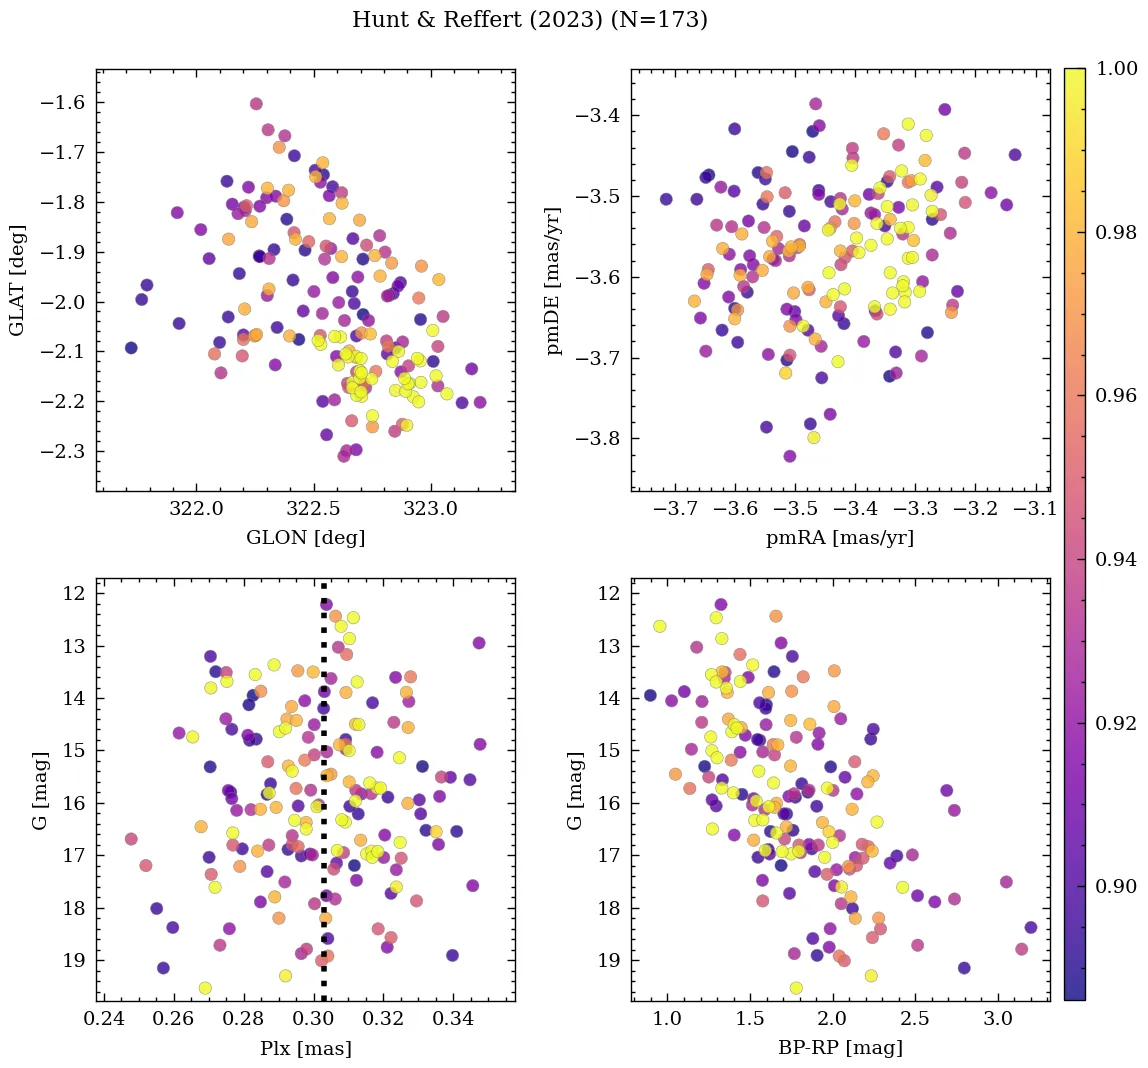 Hunt & Reffert (2023) (N=173)
−1.6
−1.7
−1.8
−1.9
−2.0
−2.1
−2.2
−2.3
GLAT [deg]
322.0 322.5 323.0
GLON [deg]
−3.4
−3.5
−3.6
−3.7
−3.8
pmDE [mas/yr]
−3.7 −3.6 −3.5 −3.4 −3.3 −3.2 −3.1
pmRA [mas/yr]
12
13
14
15
16
17
18
19
G [mag]
0.24 0.26 0.28 0.30 0.32 0.34
Plx [mas]
12
13
14
15
16
17
18
19
G [mag]
1.0 1.5 2.0 2.5 3.0
BP-RP [mag]
1.00
0.98
0.96
0.94
0.92
0.90